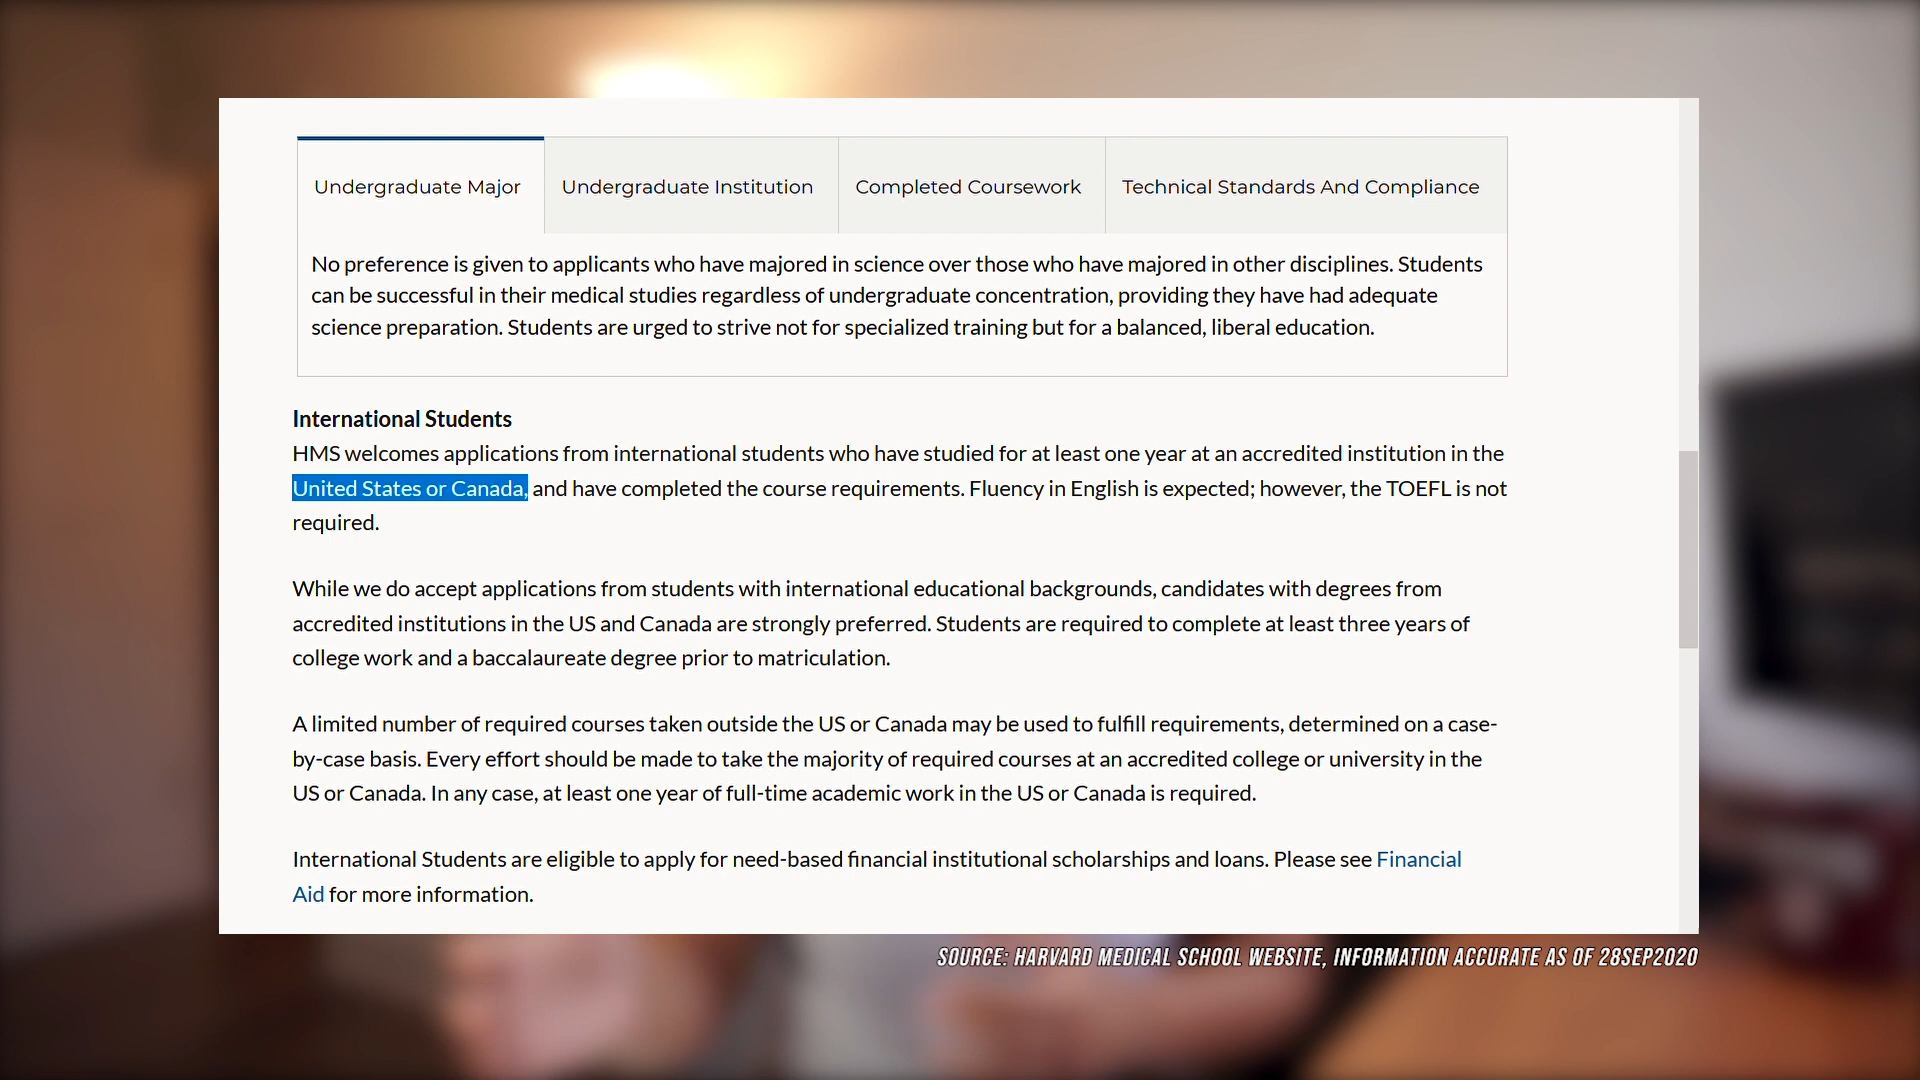 Undergraduate Major
Undergraduate Institution
Completed Coursework
Technical Standards And Compliance
No preference is given to applicants who have majored in science over those who have majored in other disciplines. Students
can be successful in their medical studies regardless of undergraduate concentration, providing they have had adequate
science preparation. Students are urged to strive not for specialized training but for a balanced, liberal education.
International Students
HMS welcomes applications from international students who have studied for at least one year at an accredited institution in the
United States or Canada, and have completed the course requirements. Fluency in English is expected; however, the TOEFL is not
required.
While we do accept applications from students with international educational backgrounds, candidates with degrees from
accredited institutions in the US and Canada are strongly preferred. Students are required to complete at least three years of
college work and a baccalaureate degree prior to matriculation.
A limited number of required courses taken outside the US or Canada may be used to fulfill requirements, determined on a case-
by-case basis. Every effort should be made to take the majority of required courses at an accredited college or university in the
US or Canada. In any case, at least one year of full-time academic work in the US or Canada is required.
International Students are eligible to apply for need-based financial institutional scholarships and loans. Please see Financial
Aid for more information.
SOURCE: HARVARD MEDICAL SCHOOL WEBSITE, INFORMATION ACCURATE AS OF 28SEP2020